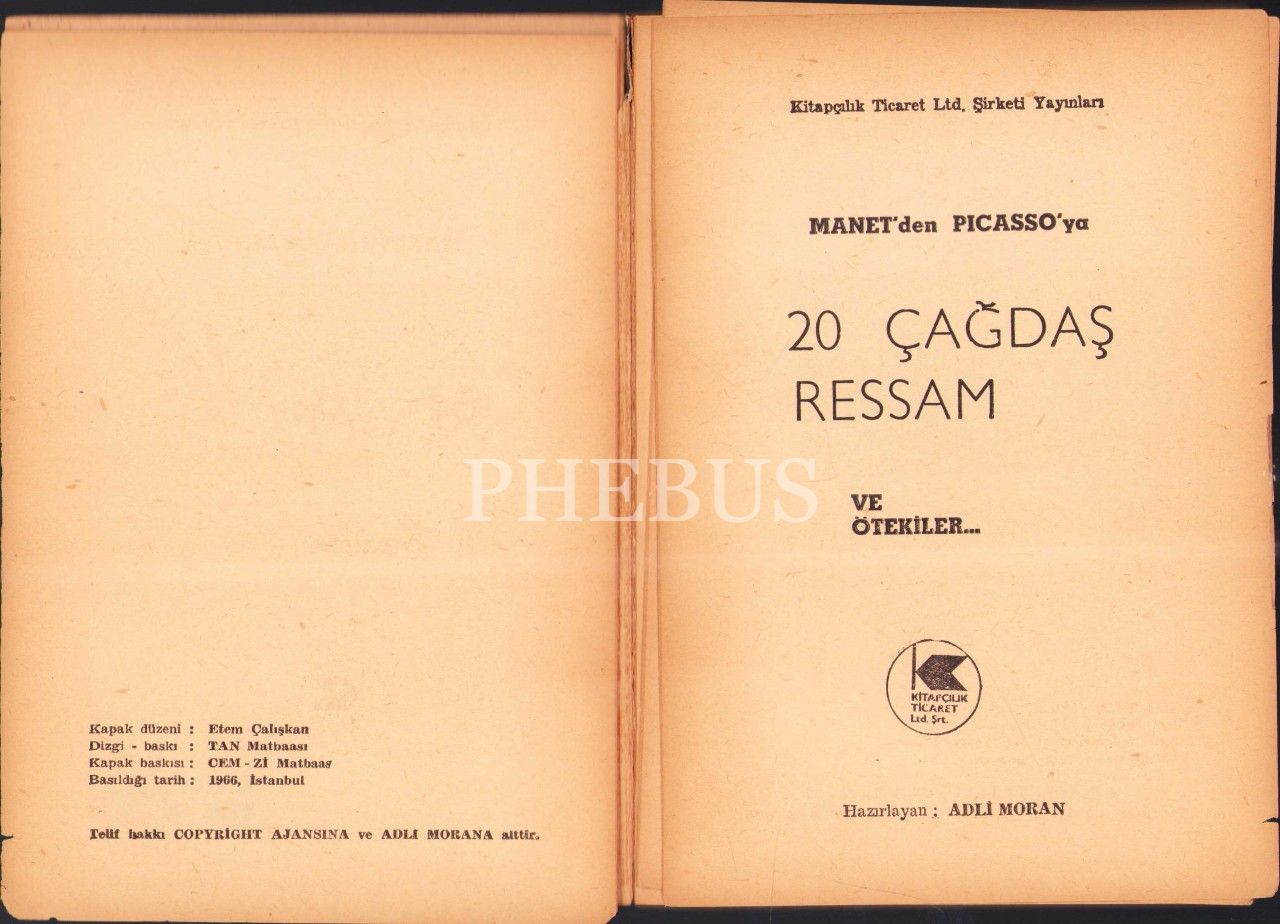 Kapak düzeni : Etem Çalışkan
Dizgi - baskı : TAN Matbaası
Kapak baskısı : CEM - Zİ Matbaas
Basıldığı tarih : 1966, İstanbul
Telif hakkı COPYRİGHT AJANSINA ve ADLİ MORANA aittir.
Kitapçılık Ticaret Ltd. Şirketi Yayınları
MANET'den PICASSO'ya
20 ÇAĞDAŞ
RESSAM
VE
ÖTEKİLER...
KİTAPÇILIK
TİCARET
Ltd. Şrt.
Hazırlayan : ADLİ MORAN
PHEBUS